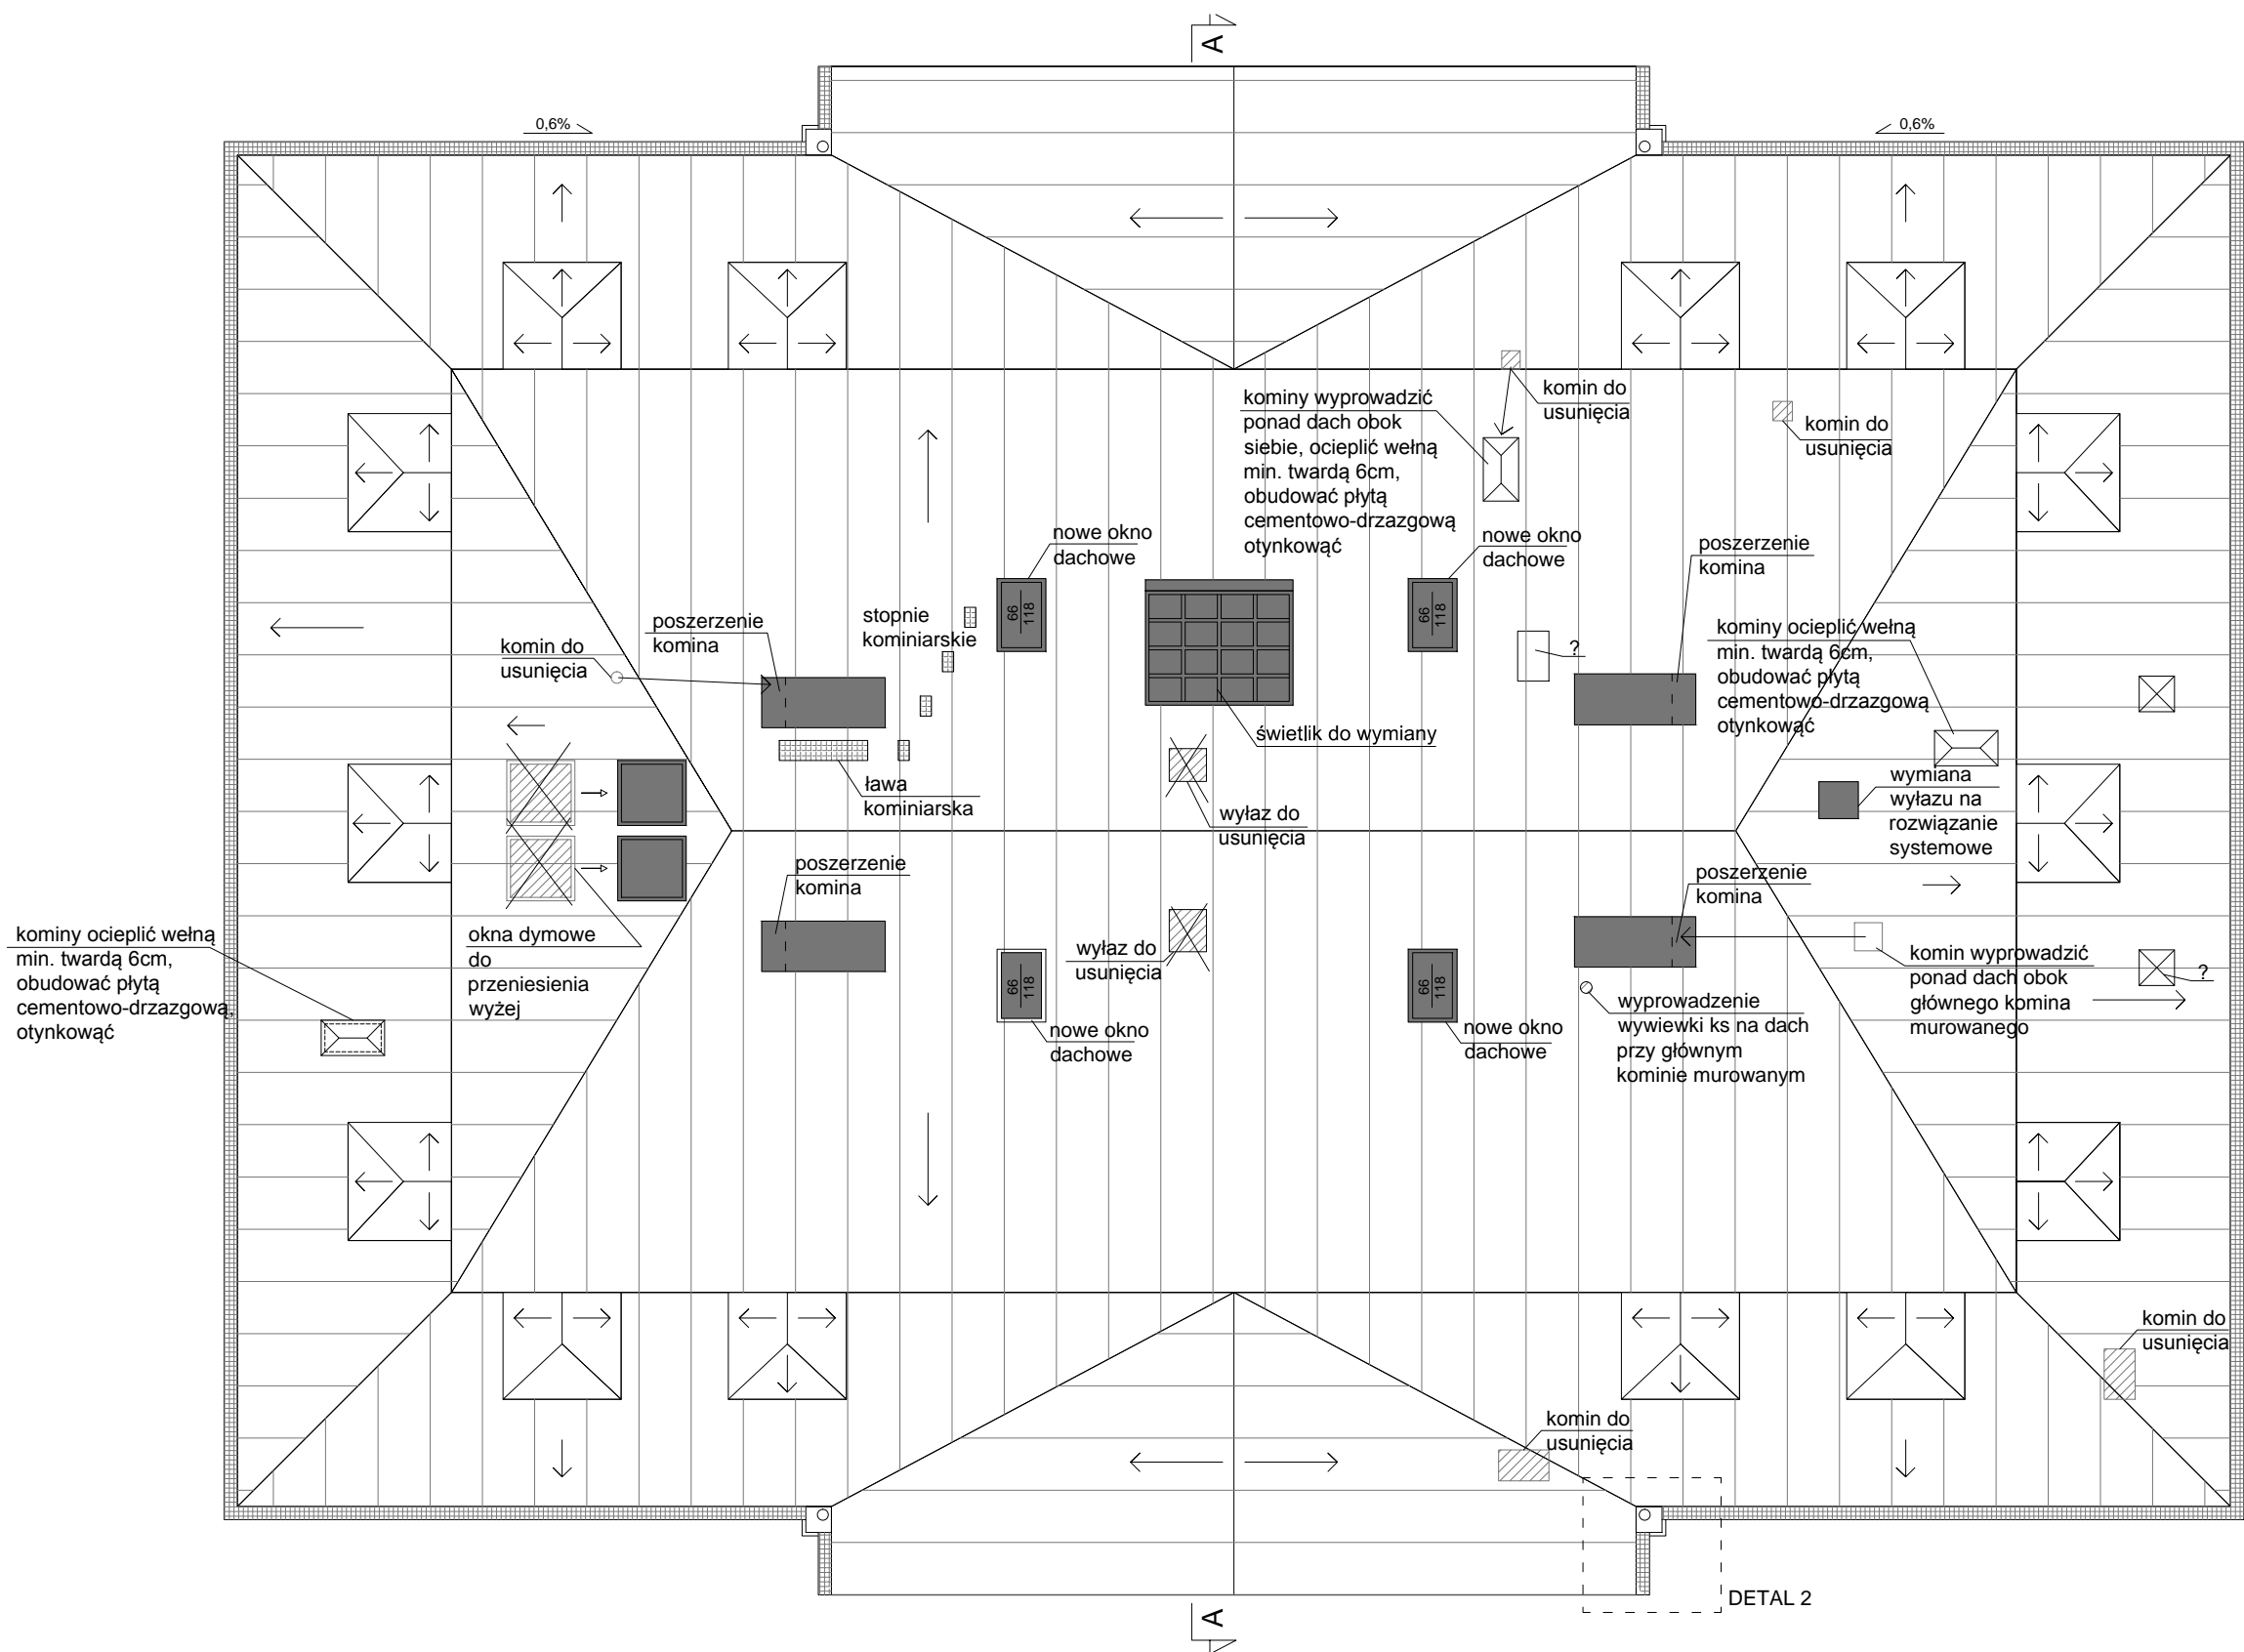 A
0,6%
0,6%
komin do
usunięcia
kominy wyprowadzić
ponad dach obok
siebie, ocieplić wełną
min. twardą 6cm,
obudować płytą
cementowo-drzazgową
otynkowąć
komin do
usunięcia
nowe okno
dachowe
nowe okno
dachowe
poszerzenie
komina
66
118
66
118
stopnie
kominiarskie
poszerzenie
komina
komin do
usunięcia
?
kominy ocieplić wełną
min. twardą 6cm,
obudować płytą
cementowo-drzazgową
otynkowąć
świetlik do wymiany
ława
kominiarska
wyłaz do
usunięcia
wymiana
wyłazu na
rozwiązanie
systemowe
poszerzenie
komina
poszerzenie
komina
kominy ocieplić wełną
min. twardą 6cm,
obudować płytą
cementowo-drzazgową,
otynkowąć
okna dymowe
do
przeniesienia
wyżej
wyłaz do
usunięcia
komin wyprowadzić
ponad dach obok
głównego komina
murowanego
?
66
118
66
118
nowe okno
dachowe
nowe okno
dachowe
wyprowadzenie
wywiewki ks na dach
przy głównym
kominie murowanym
komin do
usunięcia
komin do
usunięcia
DETAL 2
A